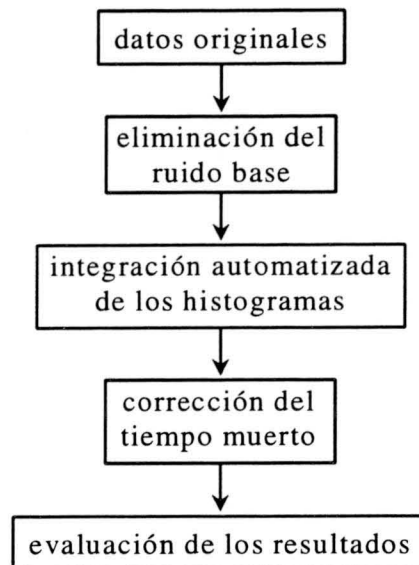 datos originales
eliminación del
ruido base
integración automatizada
de los histogramas
corrección del
tiempo muerto
evaluación de los resultados